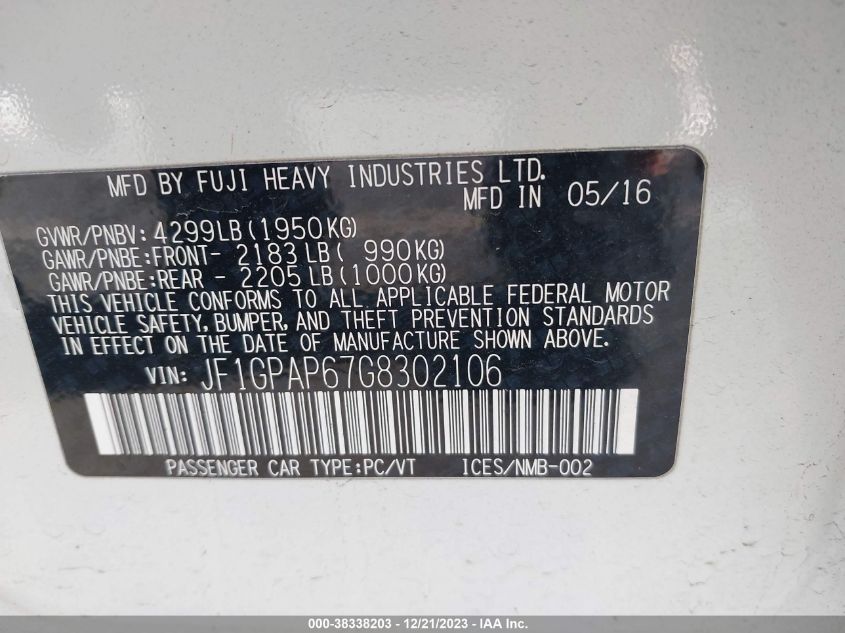 MFD BY FUJI HEAVY INDUSTRIES LTD.
MFD IN 05/16
GVWR/PNBV: 4299LB(1950KG)
GAWR/PNBE:FRONT- 2183LB( 990KG)
GAWR/PNBE:REAR - 2205LB(1000KG)
THIS VEHICLE CONFORMS TO ALL APPLICABLE FEDERAL MOTOR
VEHICLE SAFETY, BUMPER, AND THEFT PREVENTION STANDARDS
IN EFFECT ON THE DATE OF MANUFACTURE SHOWN ABOVE.
VIN: JF1GPAP67G8302106
PASSENGER CAR TYPE:PC/VT ICES/NMB-002
000-38338203 - 12/21/2023 - IAA Inc.